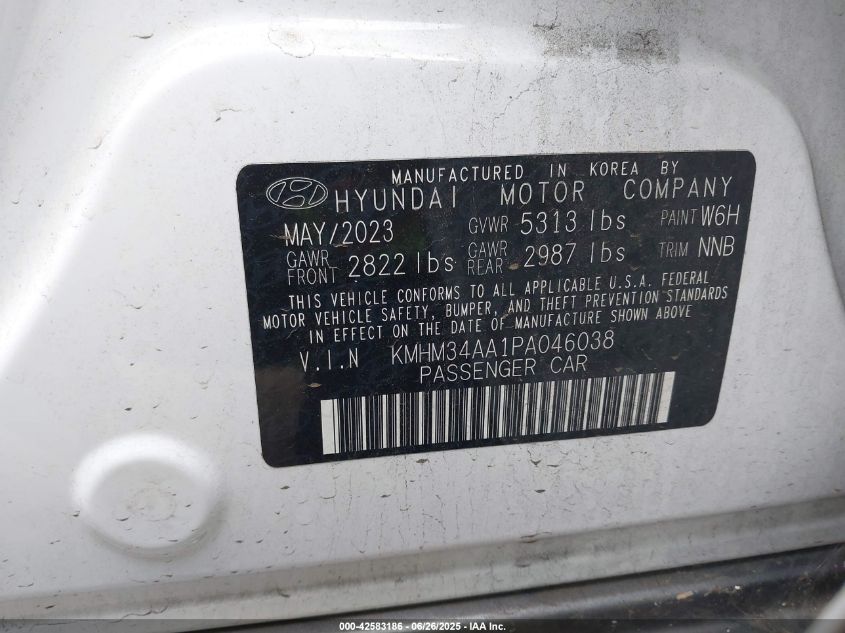 MANUFACTURED IN KOREA BY
HYUNDAI MOTOR COMPANY
MAY/2023 GVWR 5313 lbs PAINT W6H
GAWR FRONT 2822 lbs GAWR REAR 2987 lbs TRIM NNB
THIS VEHICLE CONFORMS TO ALL APPLICABLE U.S.A. FEDERAL
MOTOR VEHICLE SAFETY, BUMPER, AND THEFT PREVENTION STANDARDS
IN EFFECT ON THE DATE OF MANUFACTURE SHOWN ABOVE
V.I.N KMHM34AA1PA046038
PASSENGER CAR
000-42583186 - 06/26/2025 - IAA Inc.